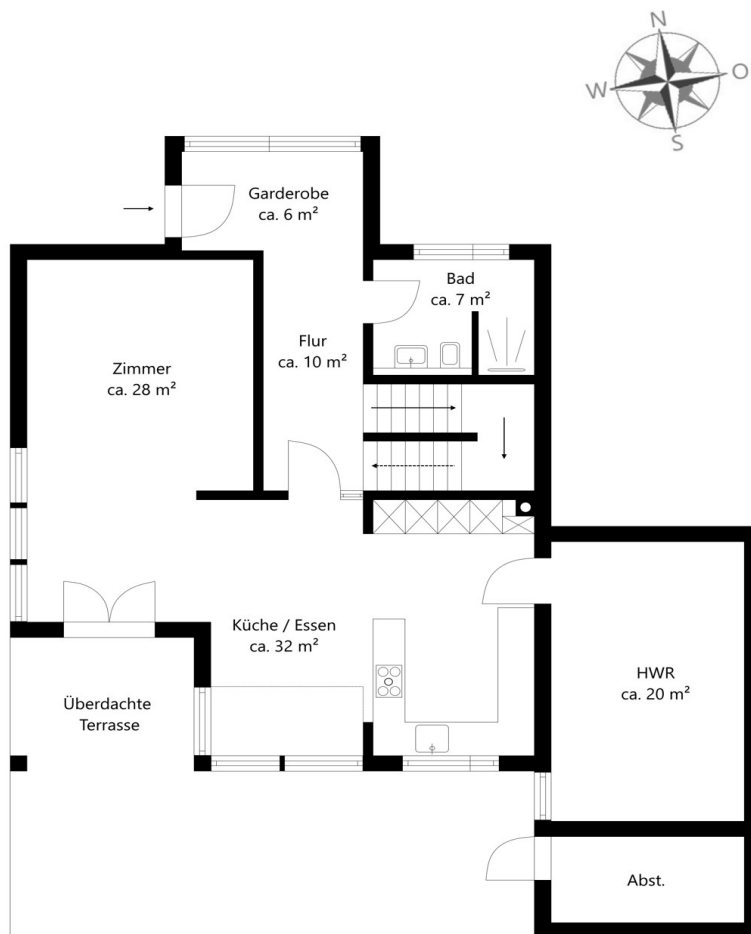 N
W
O
S
Garderobe
ca. 6 m²
Bad
ca. 7 m²
Flur
ca. 10 m²
Zimmer
ca. 28 m²
Küche / Essen
ca. 32 m²
HWR
ca. 20 m²
Überdachte
Terrasse
Abst.